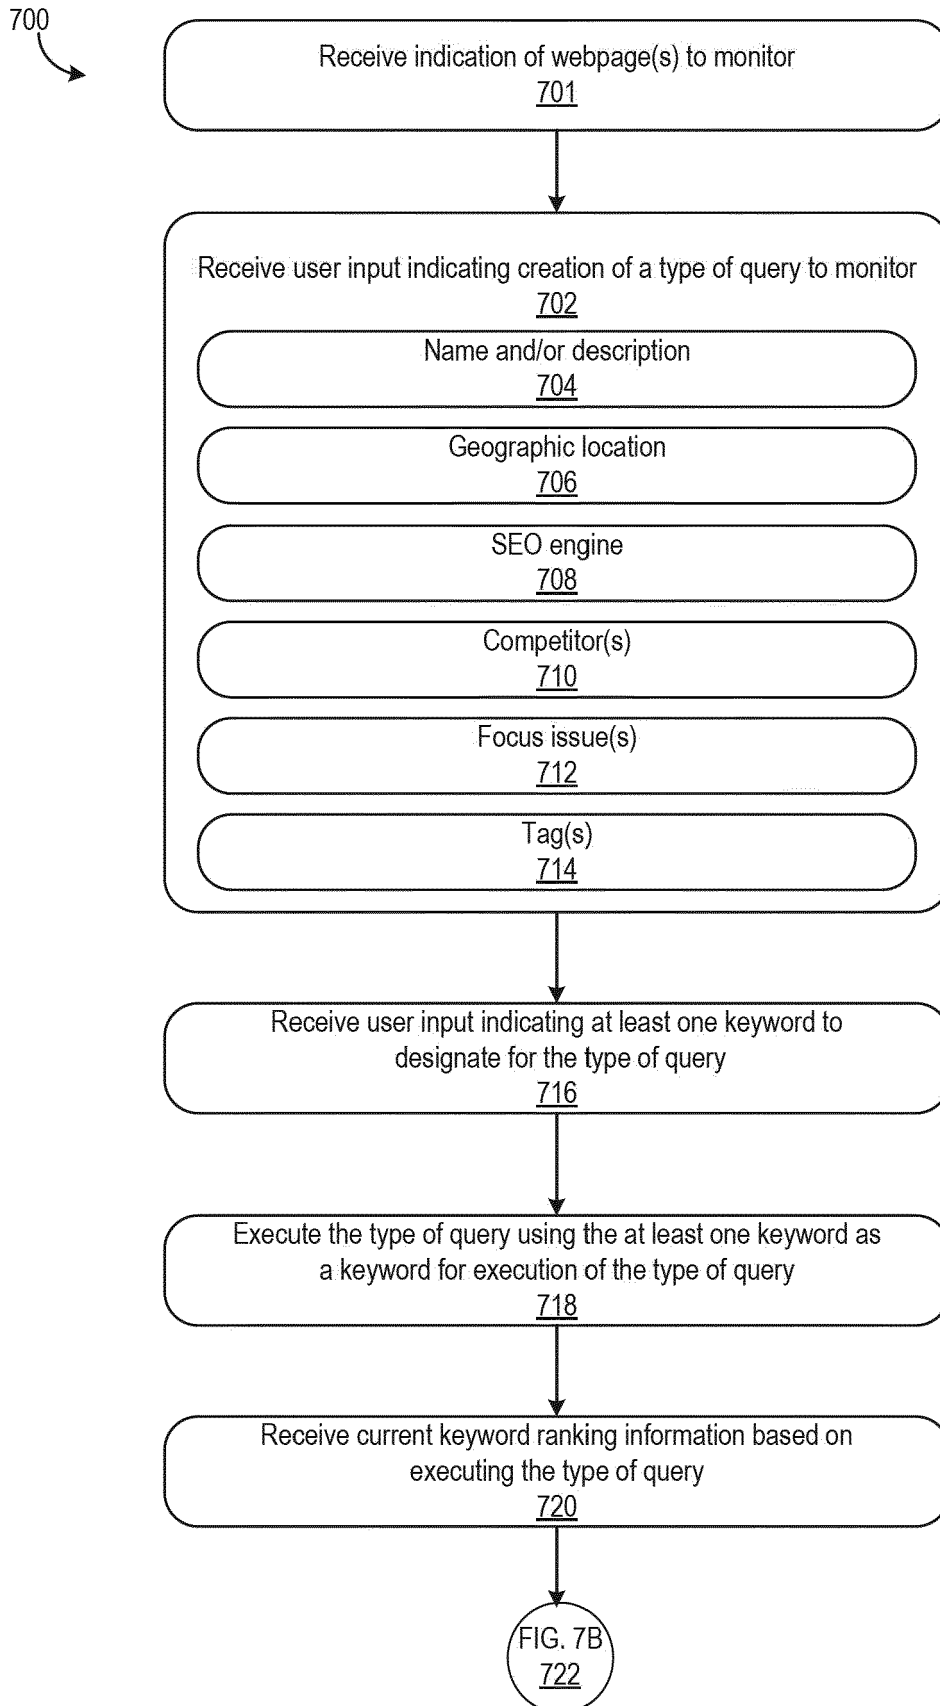 700
Receive indication of webpage(s) to monitor
701
Receive user input indicating creation of a type of query to monitor
702
Name and/or description
704
Geographic location
706
SEO engine
708
Competitor(s)
710
Focus issue(s)
712
Tag(s)
714
Receive user input indicating at least one keyword to
designate for the type of query
716
Execute the type of query using the at least one keyword as
a keyword for execution of the type of query
718
Receive current keyword ranking information based on
executing the type of query
720
FIG. 7B
722